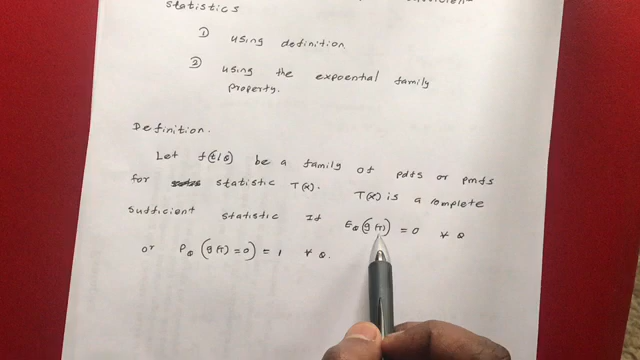 statistics
1) using definition
2) using the expoential family
property.
Definition.
Let f(t|θ) be a family of pdfs or pmfs
for statistic T(x). T(x) is a complete
sufficient statistic If Eθ(g(T)) = 0 ∀ θ
or Pθ(g(T)=0) = 1 ∀ θ.